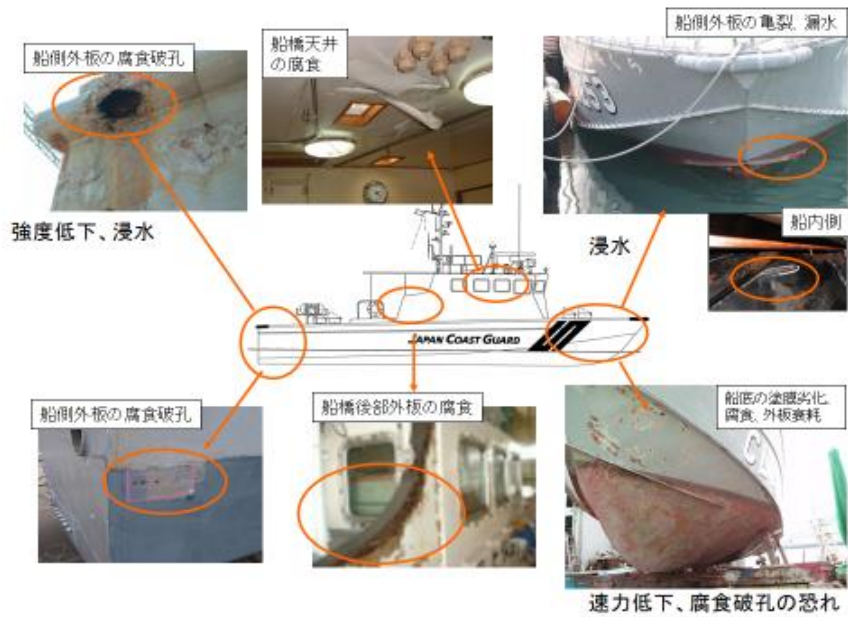 船側外板の腐食破孔
船橋天井
の腐食
船側外板の亀裂、漏水
強度低下、浸水
浸水
船内側
JAPAN COAST GUARD
船側外板の腐食破孔
船橋後部外板の腐食
船底の塗膜劣化、
腐食、外板衰耗
速力低下、腐食破孔の恐れ